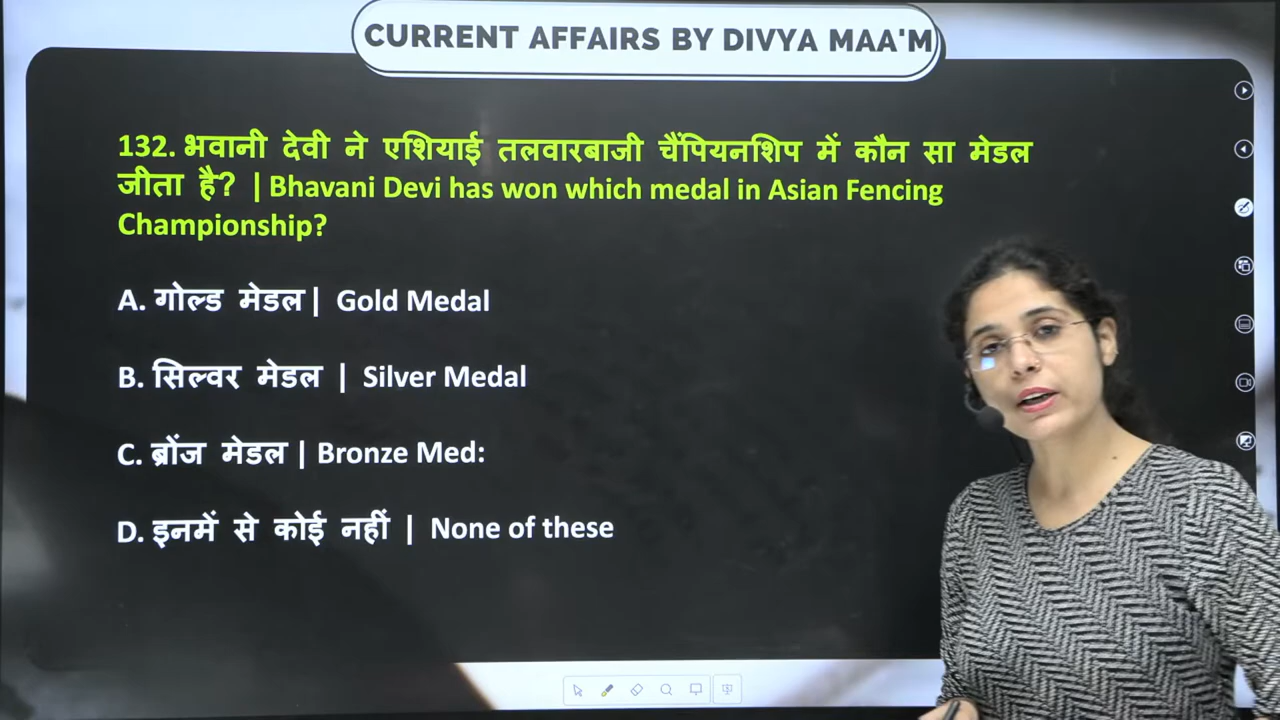 CURRENT AFFAIRS BY DIVYA MAA'M
132. भवानी देवी ने एशियाई तलवारबाजी चैंपियनशिप में कौन सा मेडल
जीता है? | Bhavani Devi has won which medal in Asian Fencing
Championship?
A. गोल्ड मेडल | Gold Medal
B. सिल्वर मेडल | Silver Medal
C. ब्रोंज मेडल | Bronze Med:
D. इनमें से कोई नहीं | None of these